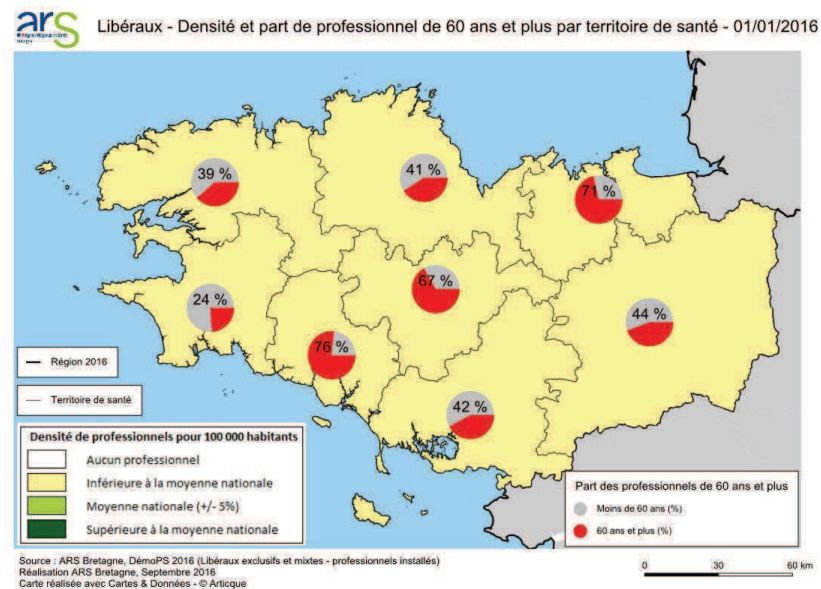 ars
Libéraux - Densité et part de professionnel de 60 ans et plus par territoire de santé - 01/01/2016
39 %
41 %
71 %
67 %
24 %
44 %
76 %
42 %
Région 2016
Territoire de santé
Densité de professionnels pour 100 000 habitants
Aucun professionnel
Inférieure à la moyenne nationale
Moyenne nationale (+/- 5%)
Supérieure à la moyenne nationale
Part des professionnels de 60 ans et plus
Moins de 60 ans (%)
60 ans et plus (%)
Source : ARS Bretagne, DémoPS 2016 (Libéraux exclusifs et mixtes - professionnels installés)
Réalisation ARS Bretagne, Septembre 2016
Carte réalisée avec Cartes & Données - © Articque
0 30 60 km